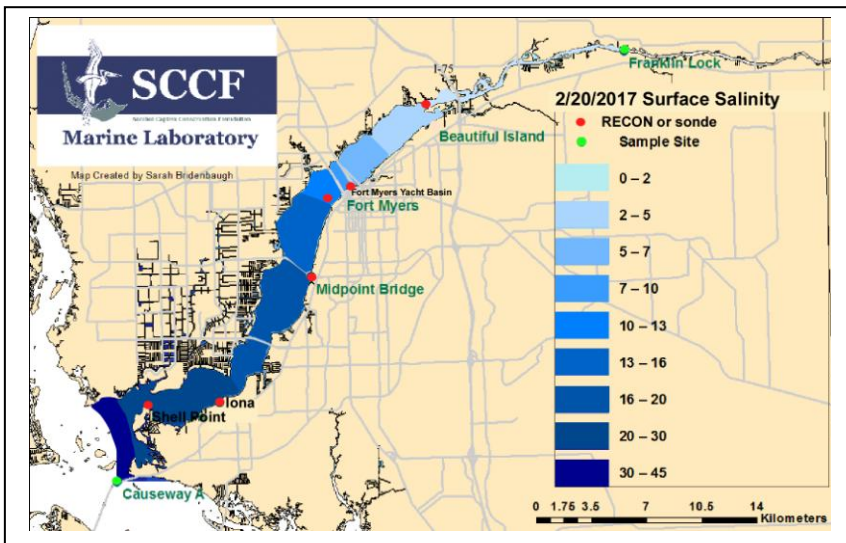 SCCF
Marine Laboratory
Map Created by Sarah Bridenbaugh
I-75
Franklin Lock
Beautiful Island
Fort Myers Yacht Basin
Fort Myers
Midpoint Bridge
Iona
Shell Point
Causeway A
2/20/2017 Surface Salinity
RECON or sonde
Sample Site
0 – 2
2 – 5
5 – 7
7 – 10
10 – 13
13 – 16
16 – 20
20 – 30
30 – 45
0 1.75 3.5 7 10.5 14
Kilometers